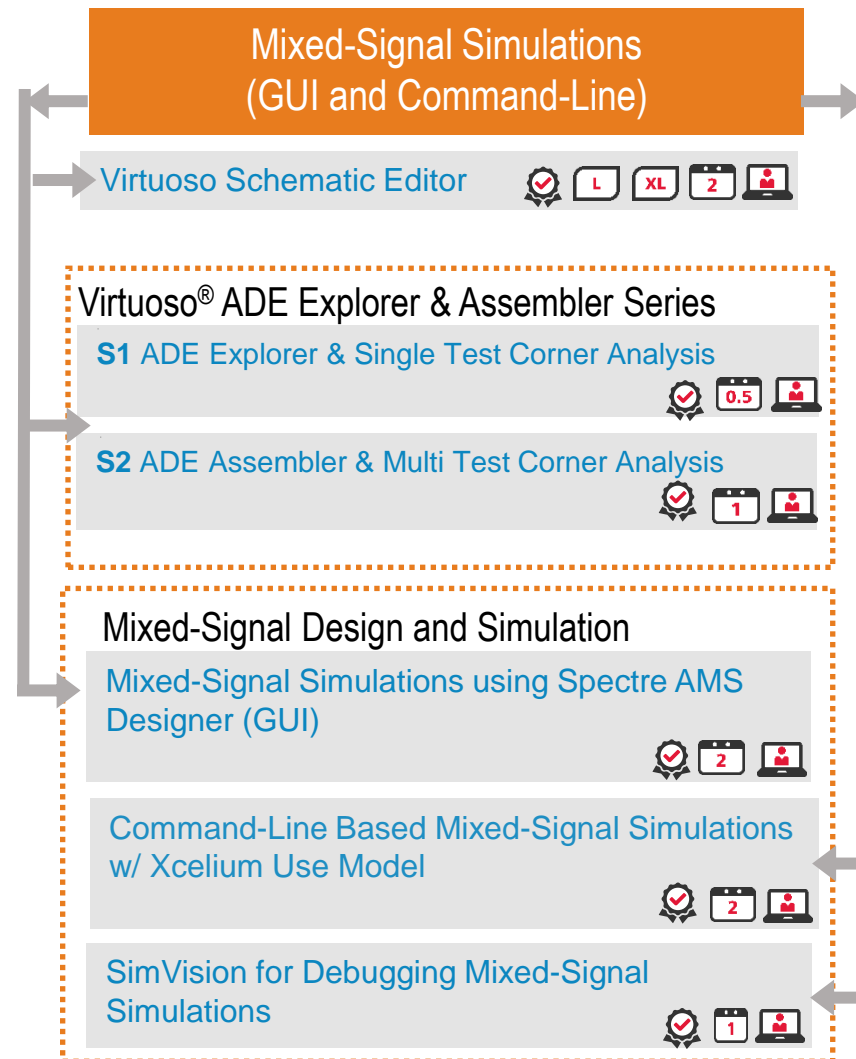 Mixed-Signal Simulations
(GUI and Command-Line)
Virtuoso Schematic Editor L XL 2
Virtuoso® ADE Explorer & Assembler Series
S1 ADE Explorer & Single Test Corner Analysis
0.5
S2 ADE Assembler & Multi Test Corner Analysis
1
Mixed-Signal Design and Simulation
Mixed-Signal Simulations using Spectre AMS
Designer (GUI)
2
Command-Line Based Mixed-Signal Simulations
w/ Xcelium Use Model
2
SimVision for Debugging Mixed-Signal
Simulations
1